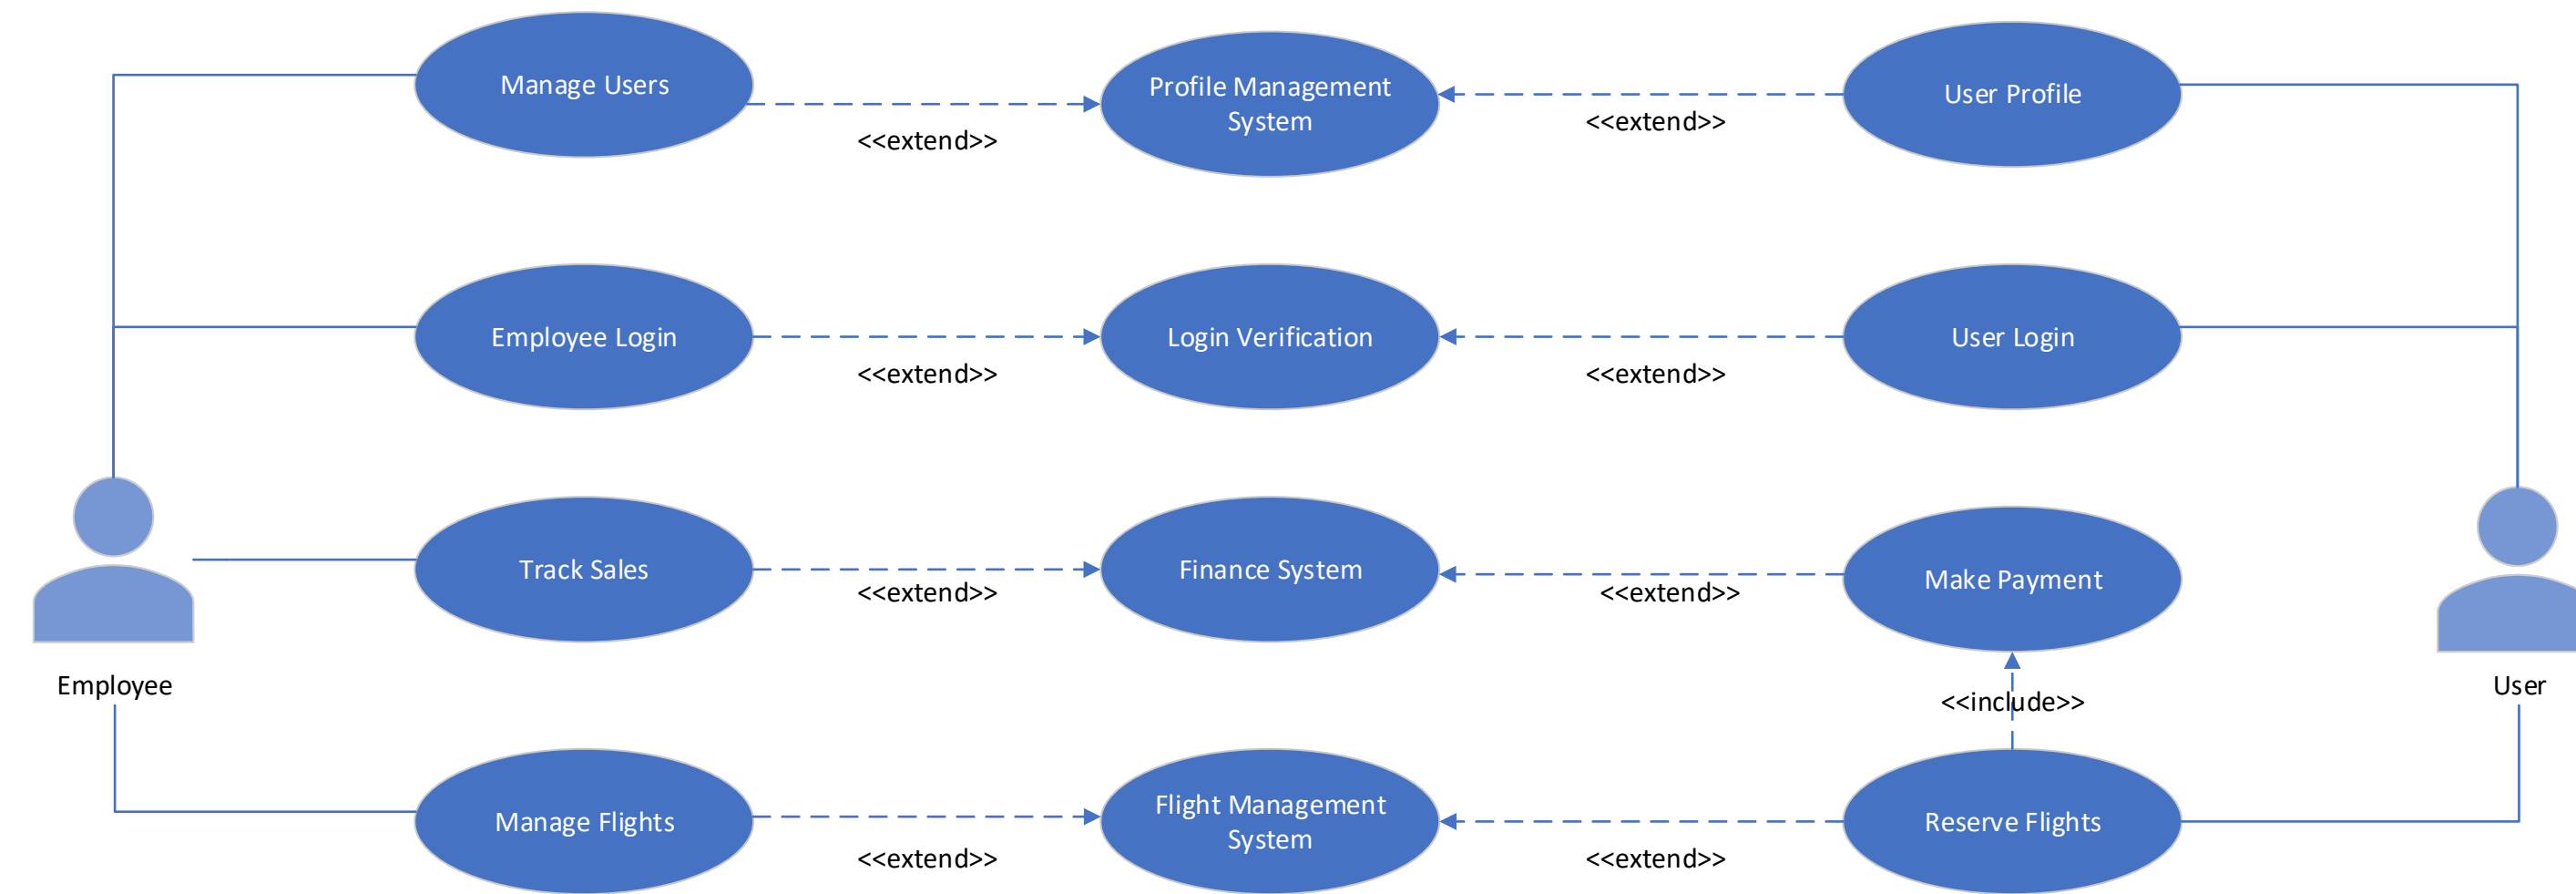 Manage Users
Profile Management
System
User Profile
<<extend>>
<<extend>>
Employee Login
Login Verification
User Login
<<extend>>
<<extend>>
Track Sales
Finance System
Make Payment
<<extend>>
<<extend>>
Employee
User
<<include>>
Manage Flights
Flight Management
System
Reserve Flights
<<extend>>
<<extend>>